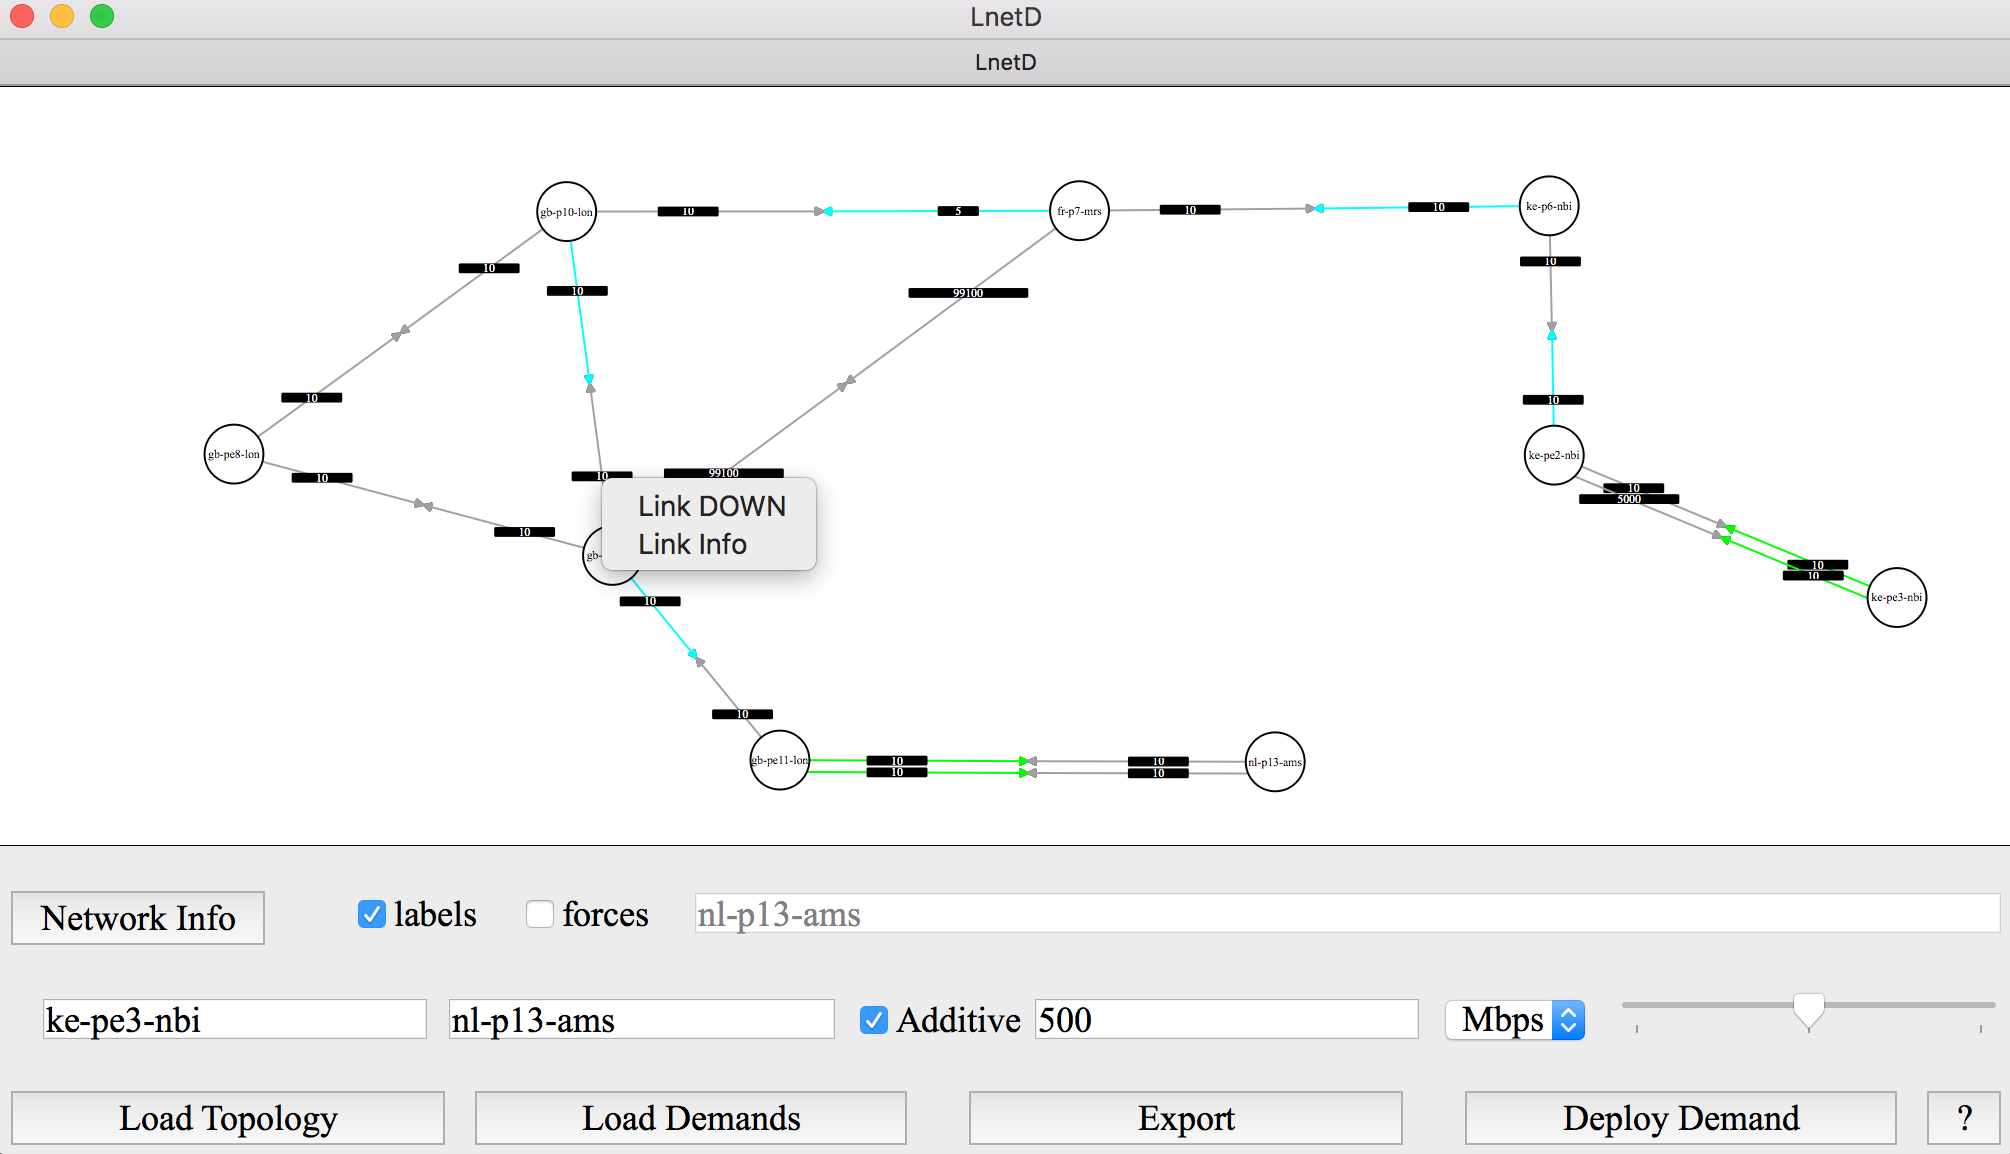 LnetD
LnetD
gb-p10-lon
10
5
fr-p7-mrs
10
10
ke-p6-nbi
10
10
10
99100
10
10
gb-pe8-lon
10
10
99100
ke-pe2-nbi
10
5000
Link DOWN
Link Info
10
gb-
10
10
10
ke-pe3-nbi
10
10
gb-pe11-lon
10
10
10
10
nl-p13-ams
Network Info
labels
forces
nl-p13-ams
ke-pe3-nbi
nl-p13-ams
Additive
500
Mbps
Load Topology
Load Demands
Export
Deploy Demand
?